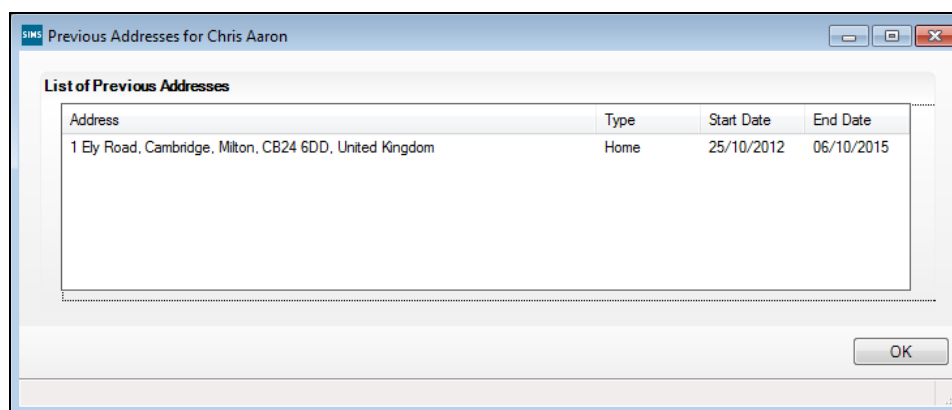 SIMS Previous Addresses for Chris Aaron
List of Previous Addresses
Address Type Start Date End Date
1 Ely Road, Cambridge, Milton, CB24 6DD, United Kingdom Home 25/10/2012 06/10/2015
OK